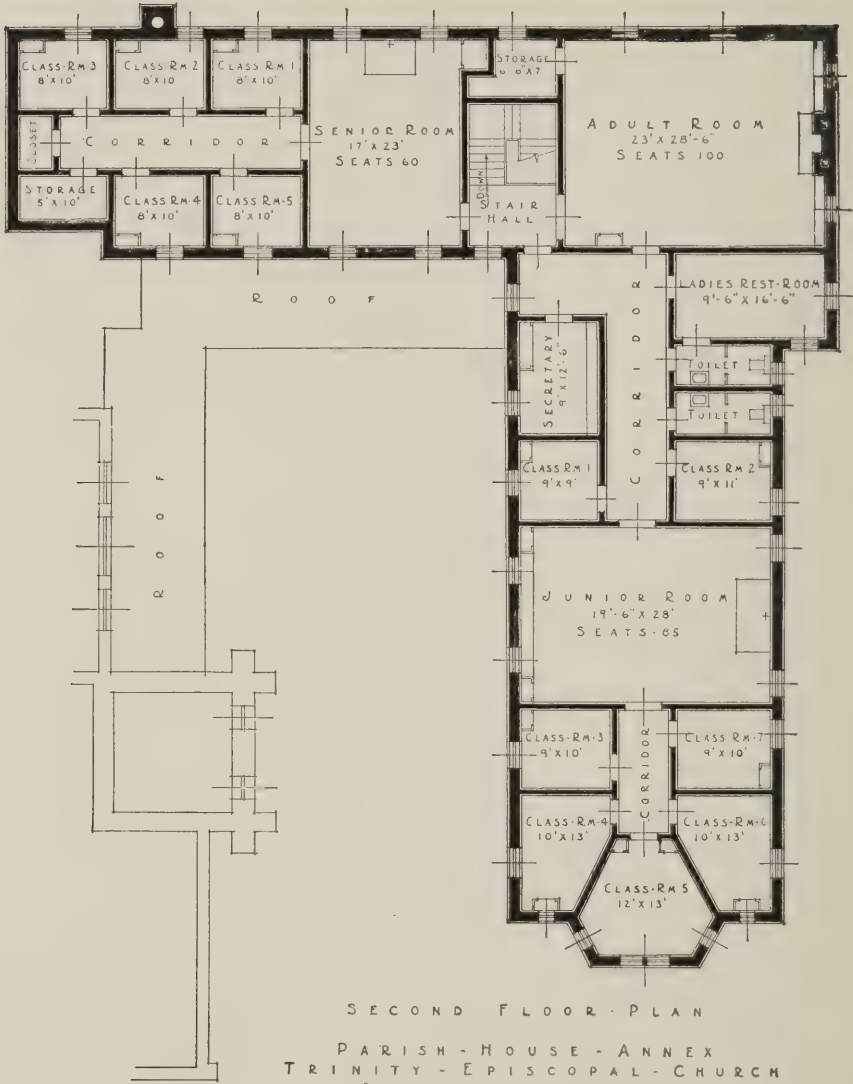 CLASS·RM·3
8'X10'
CLASS RM·2
8'X10
CLASS RM 1
8'X10'
STORAGE
6'6"X7
ADULT ROOM
23'X28'-6"
SEATS 100
SENIOR ROOM
17'X23'
SEATS 60
CLOSET
CORRIDOR
STORAGE
5'X10'
CLASS RM·4
8'X10'
CLASS RM·5
8'X10'
DOWN
STAIR
HALL
ROOF
CORRIDOR
LADIES REST-ROOM
9'-6"X16'-6"
SECRETARY
9'X12'-6"
TOILET
TOILET
CLASS RM 1
9'X9'
CLASS RM 2
9'X11'
ROOF
JUNIOR ROOM
19'-6"X28'
SEATS·85
CLASS·RM·3
9'X10'
CORRIDOR
CLASS RM·7
9'X10'
CLASS·RM·4
10'X13'
CLASS·RM·6
10'X13'
CLASS·RM 5
12'X13'
SECOND FLOOR·PLAN
PARISH-HOUSE-ANNEX
TRINITY-EPISCOPAL-CHURCH